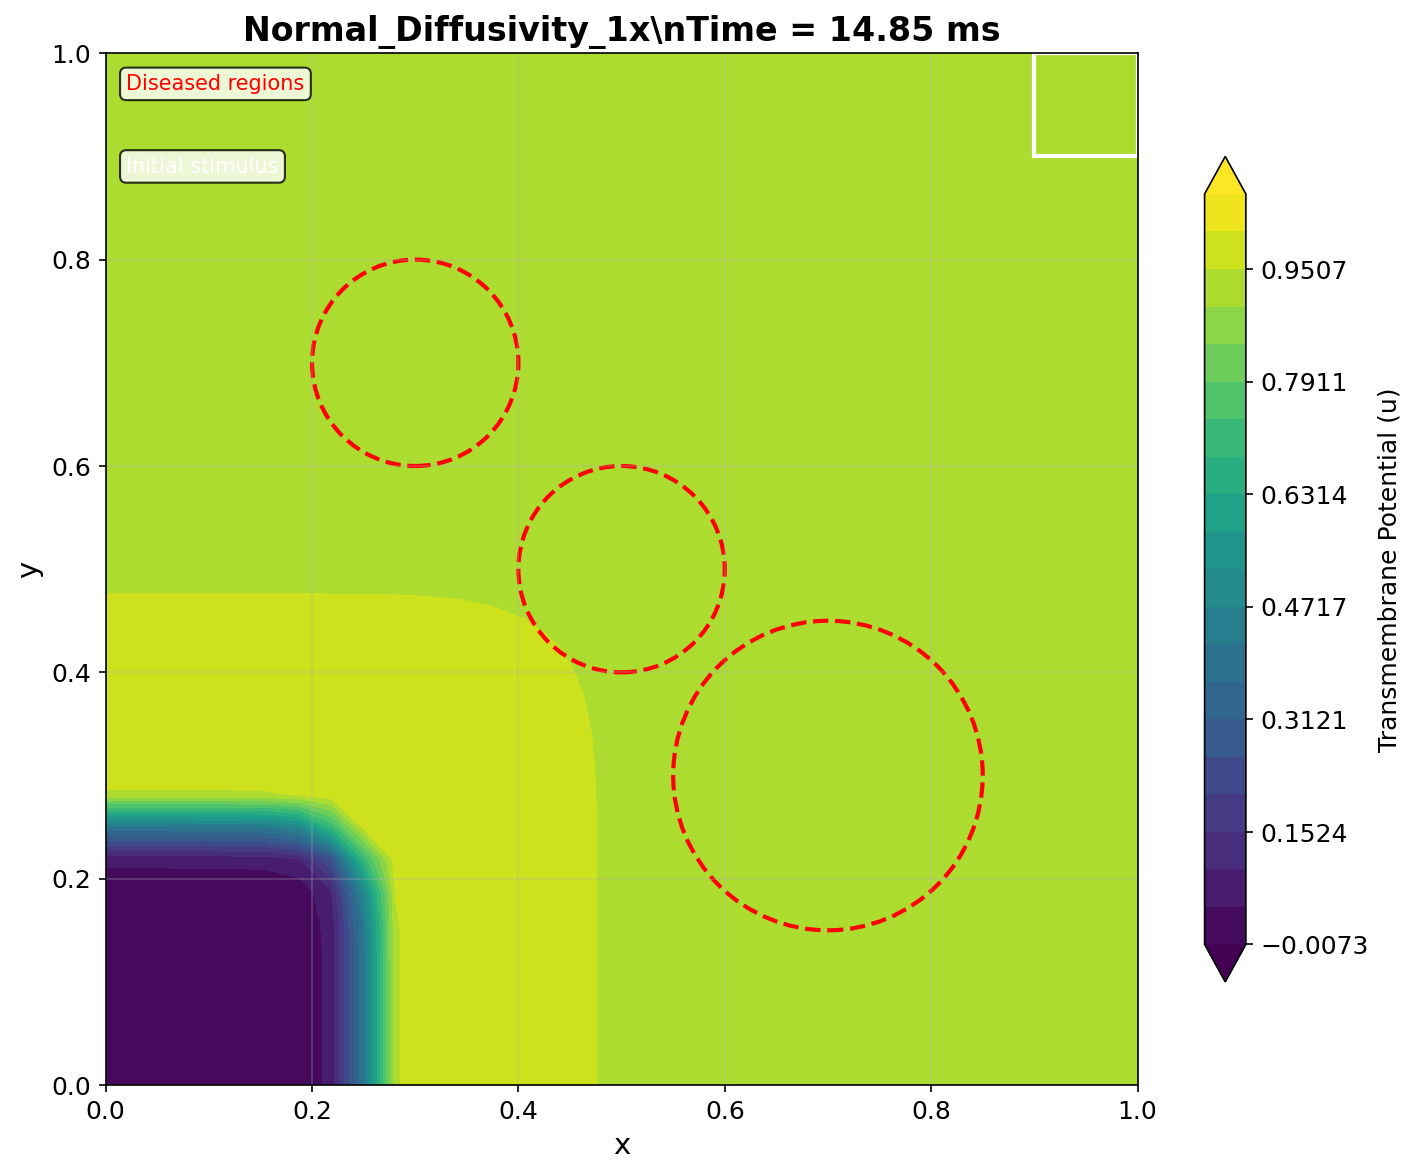 Normal_Diffusivity_1x\nTime = 14.85 ms
Diseased regions
Initial stimulus
1.0
0.8
0.6
0.4
0.2
0.0
y
0.0 0.2 0.4 0.6 0.8 1.0
x
0.9507
0.7911
0.6314
0.4717
0.3121
0.1524
−0.0073
Transmembrane Potential (u)